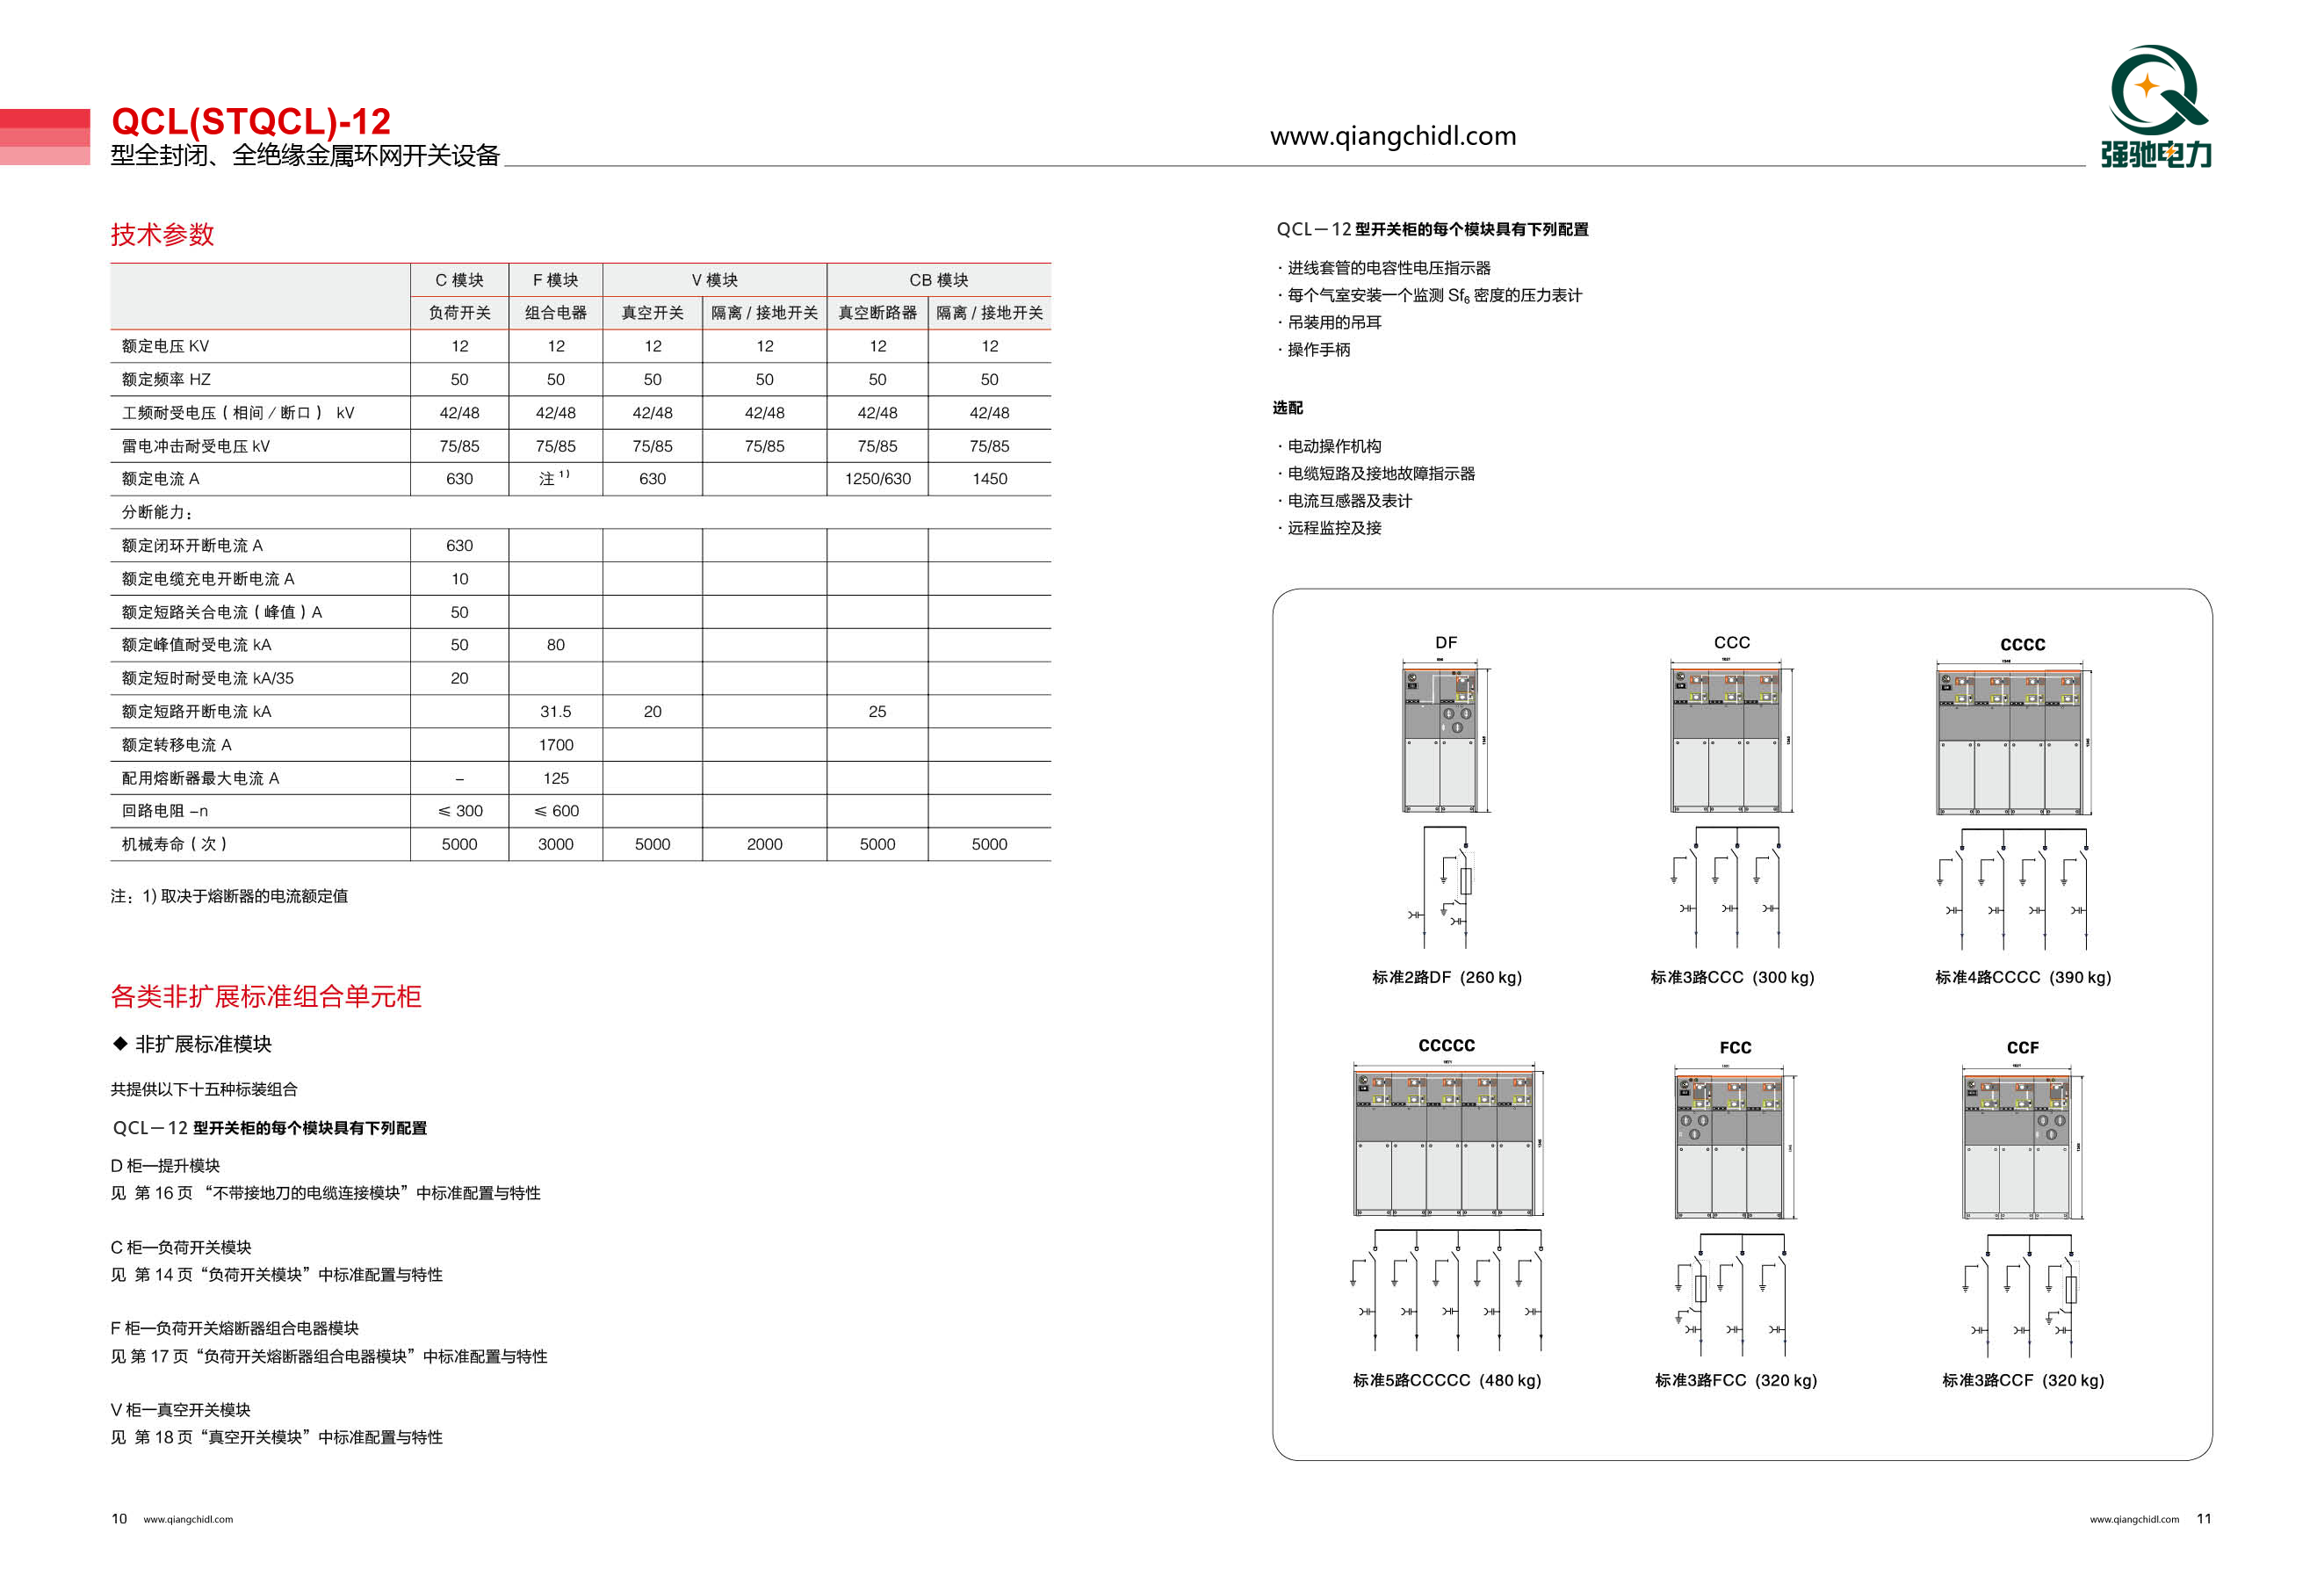 QCL(STQCL)-12
型全封闭、全绝缘金属环网开关设备
www.qiangchidl.com
强驰电力
技术参数
C 模块 F 模块 V 模块 CB 模块
负荷开关 组合电器 真空开关 隔离 / 接地开关 真空断路器 隔离 / 接地开关
额定电压 KV 12 12 12 12 12 12
额定频率 HZ 50 50 50 50 50 50
工频耐受电压 ( 相间 / 断口 ) kV 42/48 42/48 42/48 42/48 42/48 42/48
雷电冲击耐受电压 kV 75/85 75/85 75/85 75/85 75/85 75/85
额定电流 A 630 注 1) 630 1250/630 1450
分断能力：
额定闭环开断电流 A 630
额定电缆充电开断电流 A 10
额定短路关合电流 ( 峰值 ) A 50
额定峰值耐受电流 kA 50 80
额定短时耐受电流 kA/35 20
额定短路开断电流 kA 31.5 20 25
额定转移电流 A 1700
配用熔断器最大电流 A – 125
回路电阻 –n ≤ 300 ≤ 600
机械寿命 ( 次 ) 5000 3000 5000 2000 5000 5000
注：1) 取决于熔断器的电流额定值
各类非扩展标准组合单元柜
◆ 非扩展标准模块
共提供以下十五种标装组合
QCL－12 型开关柜的每个模块具有下列配置
D 柜—提升模块
见 第 16 页 “不带接地刀的电缆连接模块”中标准配置与特性
C 柜—负荷开关模块
见 第 14 页“负荷开关模块”中标准配置与特性
F 柜—负荷开关熔断器组合电器模块
见 第 17 页“负荷开关熔断器组合电器模块”中标准配置与特性
V 柜—真空开关模块
见 第 18 页“真空开关模块”中标准配置与特性
10 www.qiangchidl.com
QCL－12 型开关柜的每个模块具有下列配置
· 进线套管的电容性电压指示器
· 每个气室安装一个监测 Sf₆ 密度的压力表计
· 吊装用的吊耳
· 操作手柄
选配
· 电动操作机构
· 电缆短路及接地故障指示器
· 电流互感器及表计
· 远程监控及接
DF CCC CCCC
标准2路DF (260 kg) 标准3路CCC (300 kg) 标准4路CCCC (390 kg)
CCCCC FCC CCF
标准5路CCCCC (480 kg) 标准3路FCC (320 kg) 标准3路CCF (320 kg)
www.qiangchidl.com 11